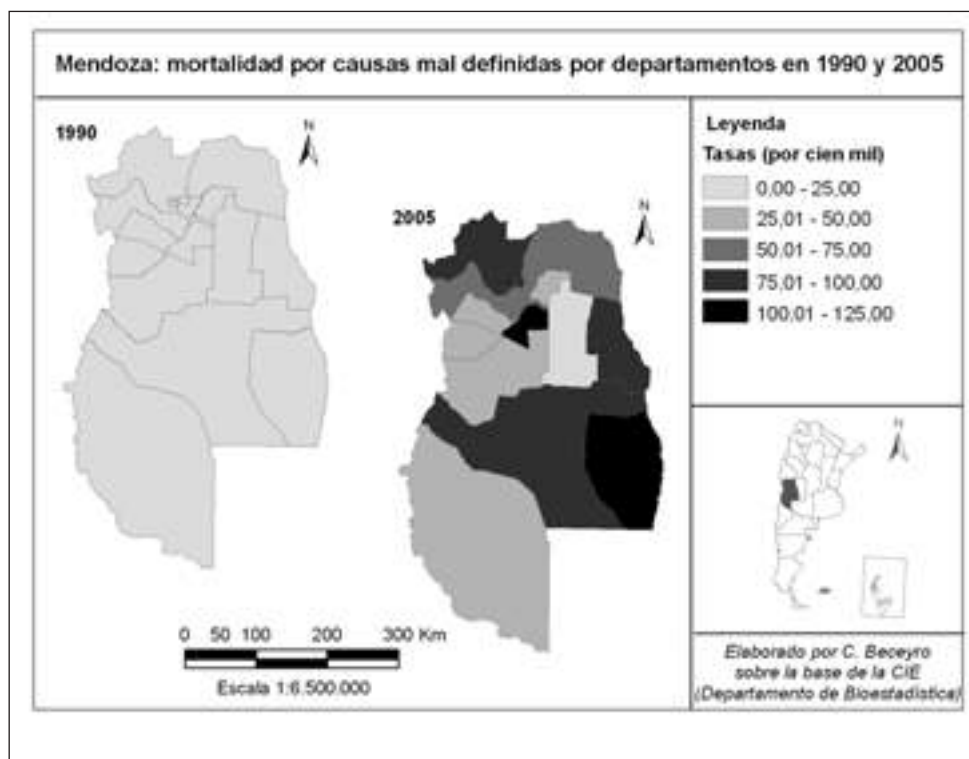 Mendoza: mortalidad por causas mal definidas por departamentos en 1990 y 2005
1990
N
2005
N
Leyenda
Tasas (por cien mil)
0,00 - 25,00
25,01 - 50,00
50,01 - 75,00
75,01 - 100,00
100,01 - 125,00
N
0 50 100 200 300 Km
Escala 1:6.500.000
Elaborado por C. Beceyro
sobre la base de la CIE
(Departamento de Bioestadística)